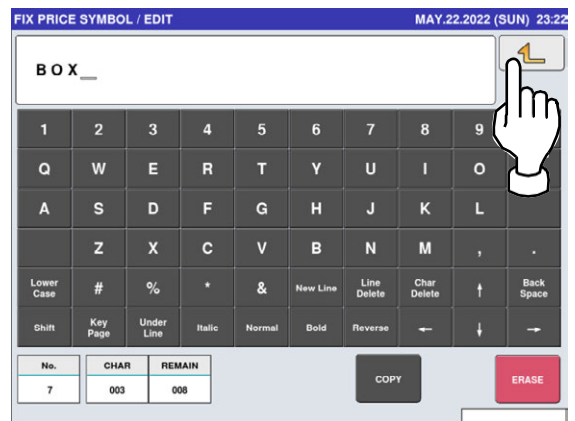 FIX PRICE SYMBOL / EDIT MAY.22.2022 (SUN) 23:22
BOX_
1 2 3 4 5 6 7 8 9
Q W E R T Y U I O
A S D F G H J K L
Z X C V B N M , .
Lower Case # % * & New Line Line Delete Char Delete ↑ Back Space
Shift Key Page Under Line Italic Normal Bold Reverse ← ↓ →
No. CHAR REMAIN
7 003 008
COPY
ERASE